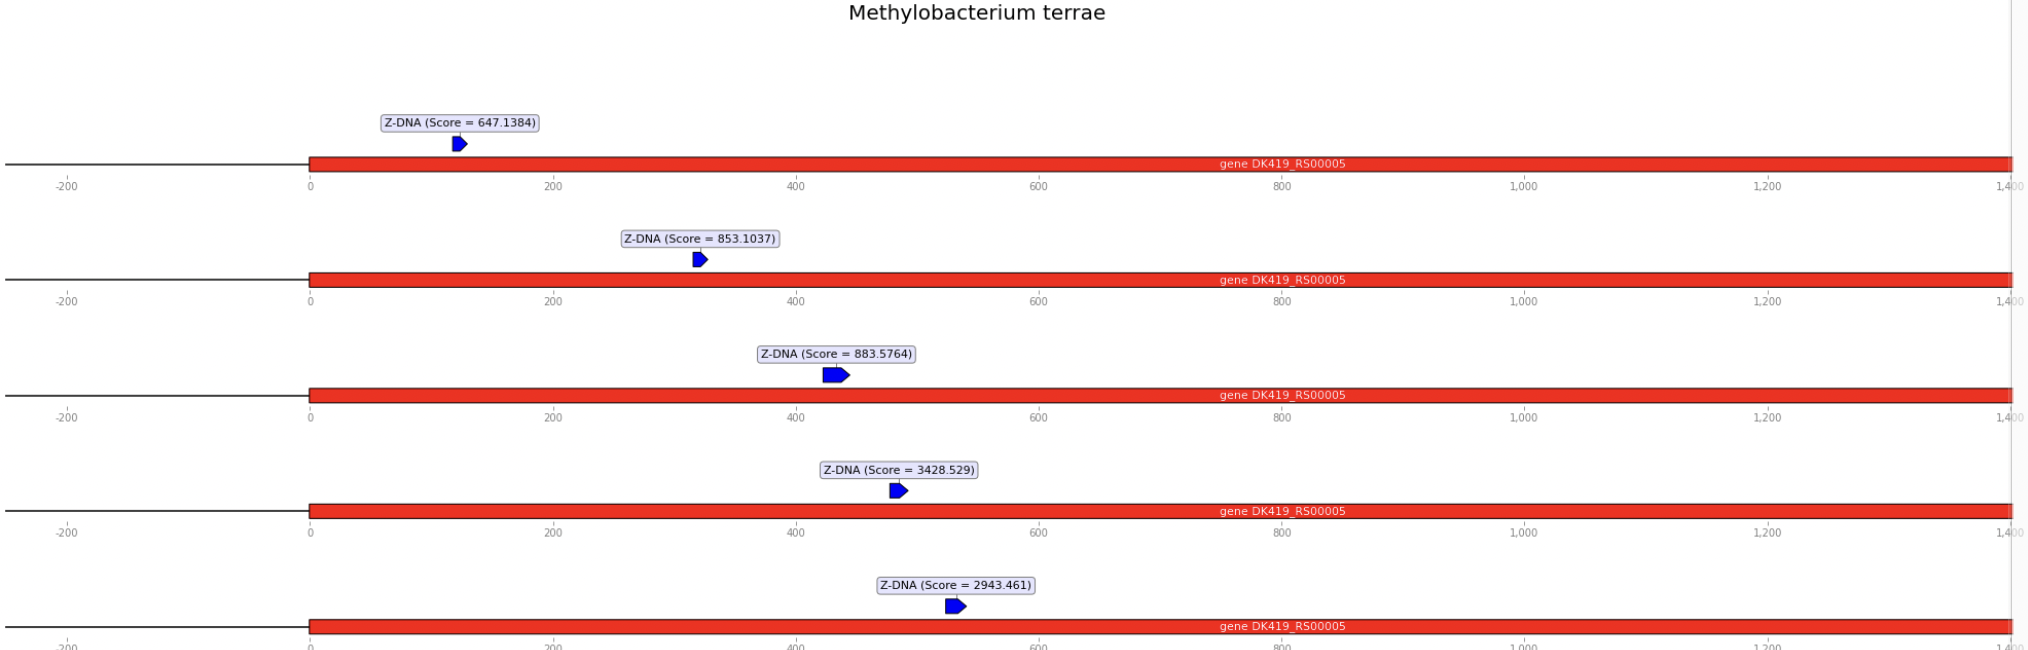 Methylobacterium terrae
Z-DNA (Score = 647.1384)
gene DK419_RS00005
-200 0 200 400 600 800 1,000 1,200 1,400
Z-DNA (Score = 853.1037)
gene DK419_RS00005
-200 0 200 400 600 800 1,000 1,200 1,400
Z-DNA (Score = 883.5764)
gene DK419_RS00005
-200 0 200 400 600 800 1,000 1,200 1,400
Z-DNA (Score = 3428.529)
gene DK419_RS00005
-200 0 200 400 600 800 1,000 1,200 1,400
Z-DNA (Score = 2943.461)
gene DK419_RS00005
-200 0 200 400 600 800 1,000 1,200 1,400